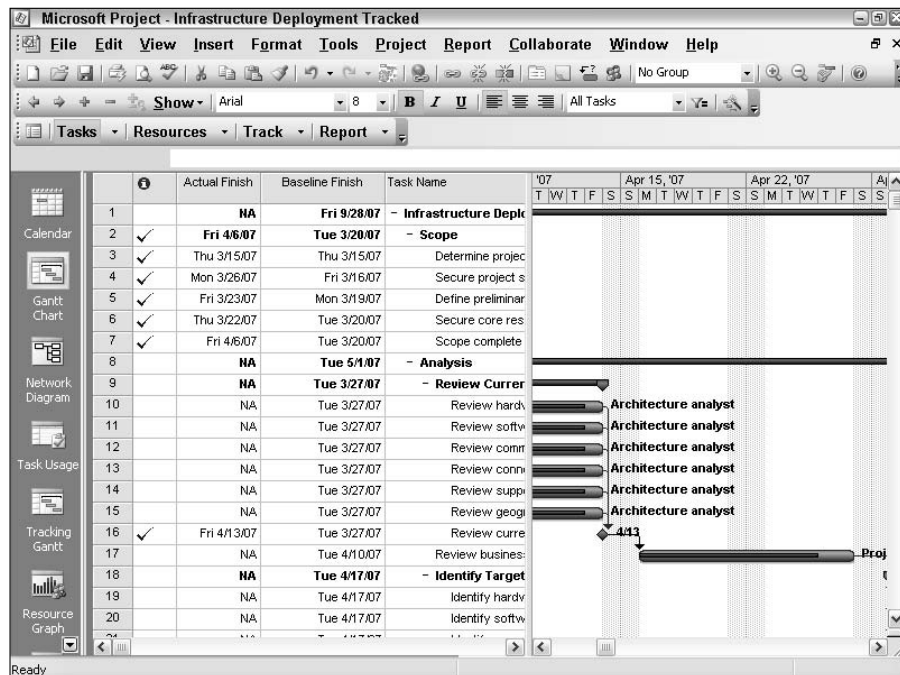 Microsoft Project - Infrastructure Deployment Tracked
File Edit View Insert Format Tools Project Report Collaborate Window Help
No Group
Show Arial 8 B I U All Tasks
Tasks Resources Track Report
Calendar
Gantt Chart
Network Diagram
Task Usage
Tracking Gantt
Resource Graph
Actual Finish Baseline Finish Task Name
1 NA Fri 9/28/07 - Infrastructure Deplo
2 Fri 4/6/07 Tue 3/20/07 - Scope
3 Thu 3/15/07 Thu 3/15/07 Determine projec
4 Mon 3/26/07 Fri 3/16/07 Secure project s
5 Fri 3/23/07 Mon 3/19/07 Define preliminar
6 Thu 3/22/07 Tue 3/20/07 Secure core res
7 Fri 4/6/07 Tue 3/20/07 Scope complete
8 NA Tue 5/1/07 - Analysis
9 NA Tue 3/27/07 - Review Curren
10 NA Tue 3/27/07 Review hardv
11 NA Tue 3/27/07 Review softw
12 NA Tue 3/27/07 Review comm
13 NA Tue 3/27/07 Review conne
14 NA Tue 3/27/07 Review suppo
15 NA Tue 3/27/07 Review geogr
16 Fri 4/13/07 Tue 3/27/07 Review curre
17 NA Tue 4/10/07 Review busines
18 NA Tue 4/17/07 - Identify Target
19 NA Tue 4/17/07 Identify hardv
20 NA Tue 4/17/07 Identify softw
'07 Apr 15, '07 Apr 22, '07
T W T F S S M T W T F S S M T W T F S S
Architecture analyst
Architecture analyst
Architecture analyst
Architecture analyst
Architecture analyst
Architecture analyst
4/13
Proj
Ready